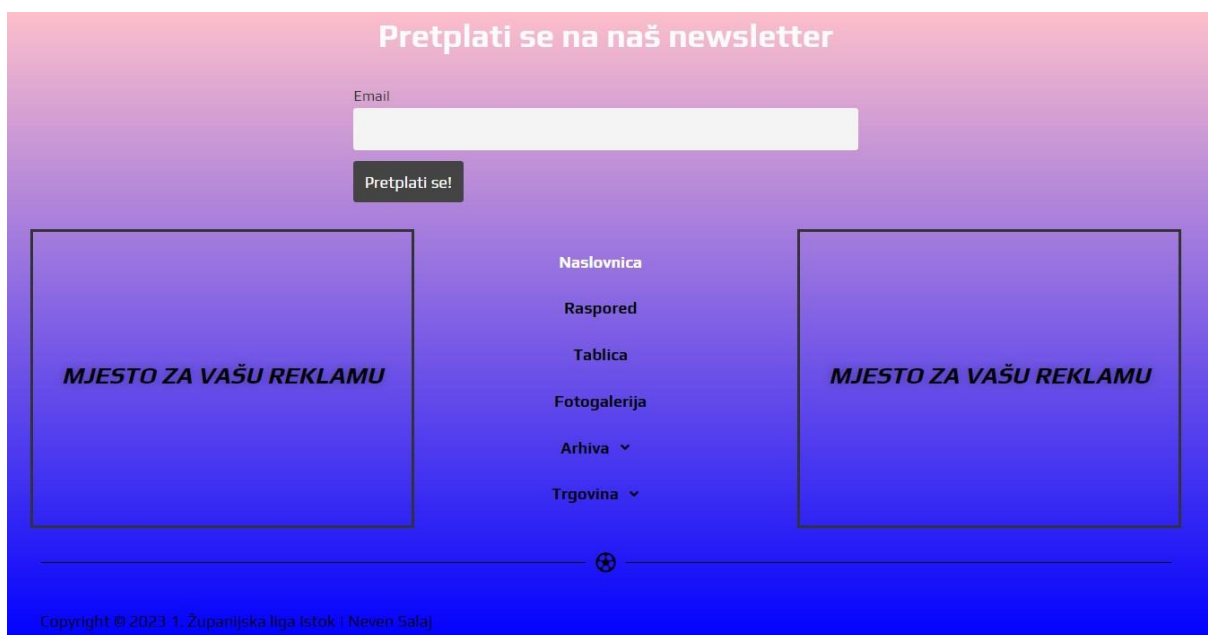 Pretplati se na naš newsletter
Email
Pretplati se!
MJESTO ZA VAŠU REKLAMU
Naslovnica
Raspored
Tablica
Fotogalerija
Arhiva
Trgovina
MJESTO ZA VAŠU REKLAMU
Copyright © 2023 1. Županijska liga Istok | Neven Salaj